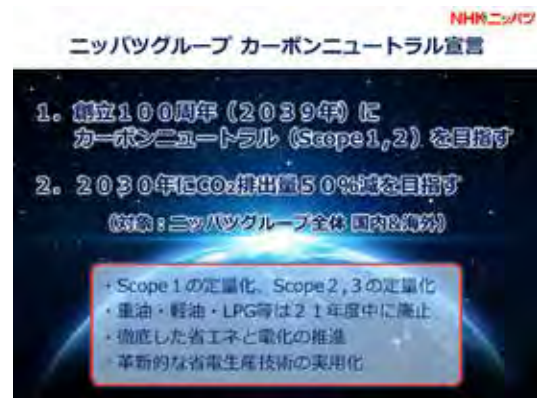 NHKニッパツ
ニッパツグループ カーボンニュートラル宣言
1。創立100周年（2039年）に
カーボンニュートラル（Scope1,2）を目指す
2。2030年にCO₂排出量50％減を目指す
（対象：ニッパツグループ全体 国内&海外）
・Scope１の定量化、Scope２,３の定量化
・重油・軽油・LPG等は２１年度中に廃止
・徹底した省エネと電化の推進
・革新的な省電生産技術の実用化